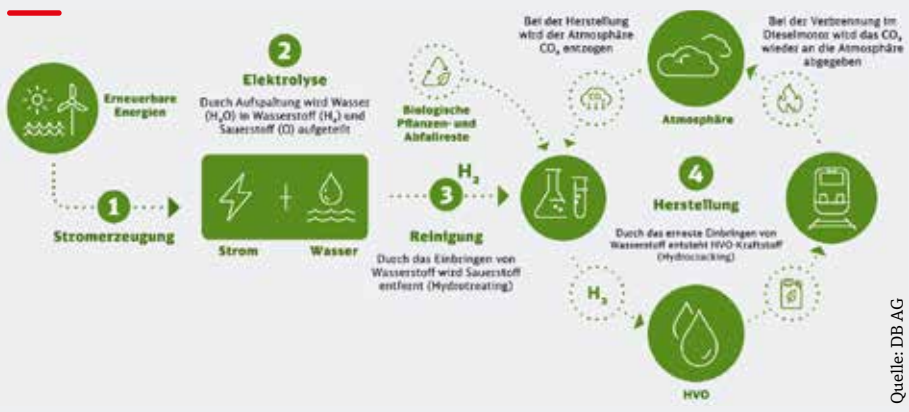 Erneuerbare
Energien
1
Stromerzeugung
2
Elektrolyse
Durch Aufspaltung wird Wasser
(H₂O) in Wasserstoff (H₂) und
Sauerstoff (O) aufgeteilt
Strom
+
Wasser
Biologische
Pflanzen- und
Abfallreste
H₂
3
Reinigung
Durch das Einbringen von
Wasserstoff wird Sauerstoff
entfernt (Hydrotreating)
Bei der Herstellung
wird der Atmosphäre
CO₂ entzogen
Atmosphäre
Bei der Verbrennung im
Dieselmotor wird das CO₂
wieder an die Atmosphäre
abgegeben
4
Herstellung
Durch das erneute Einbringen von
Wasserstoff entsteht HVO-Kraftstoff
(Hydrocracking)
H₂
HVO
Quelle: DB AG